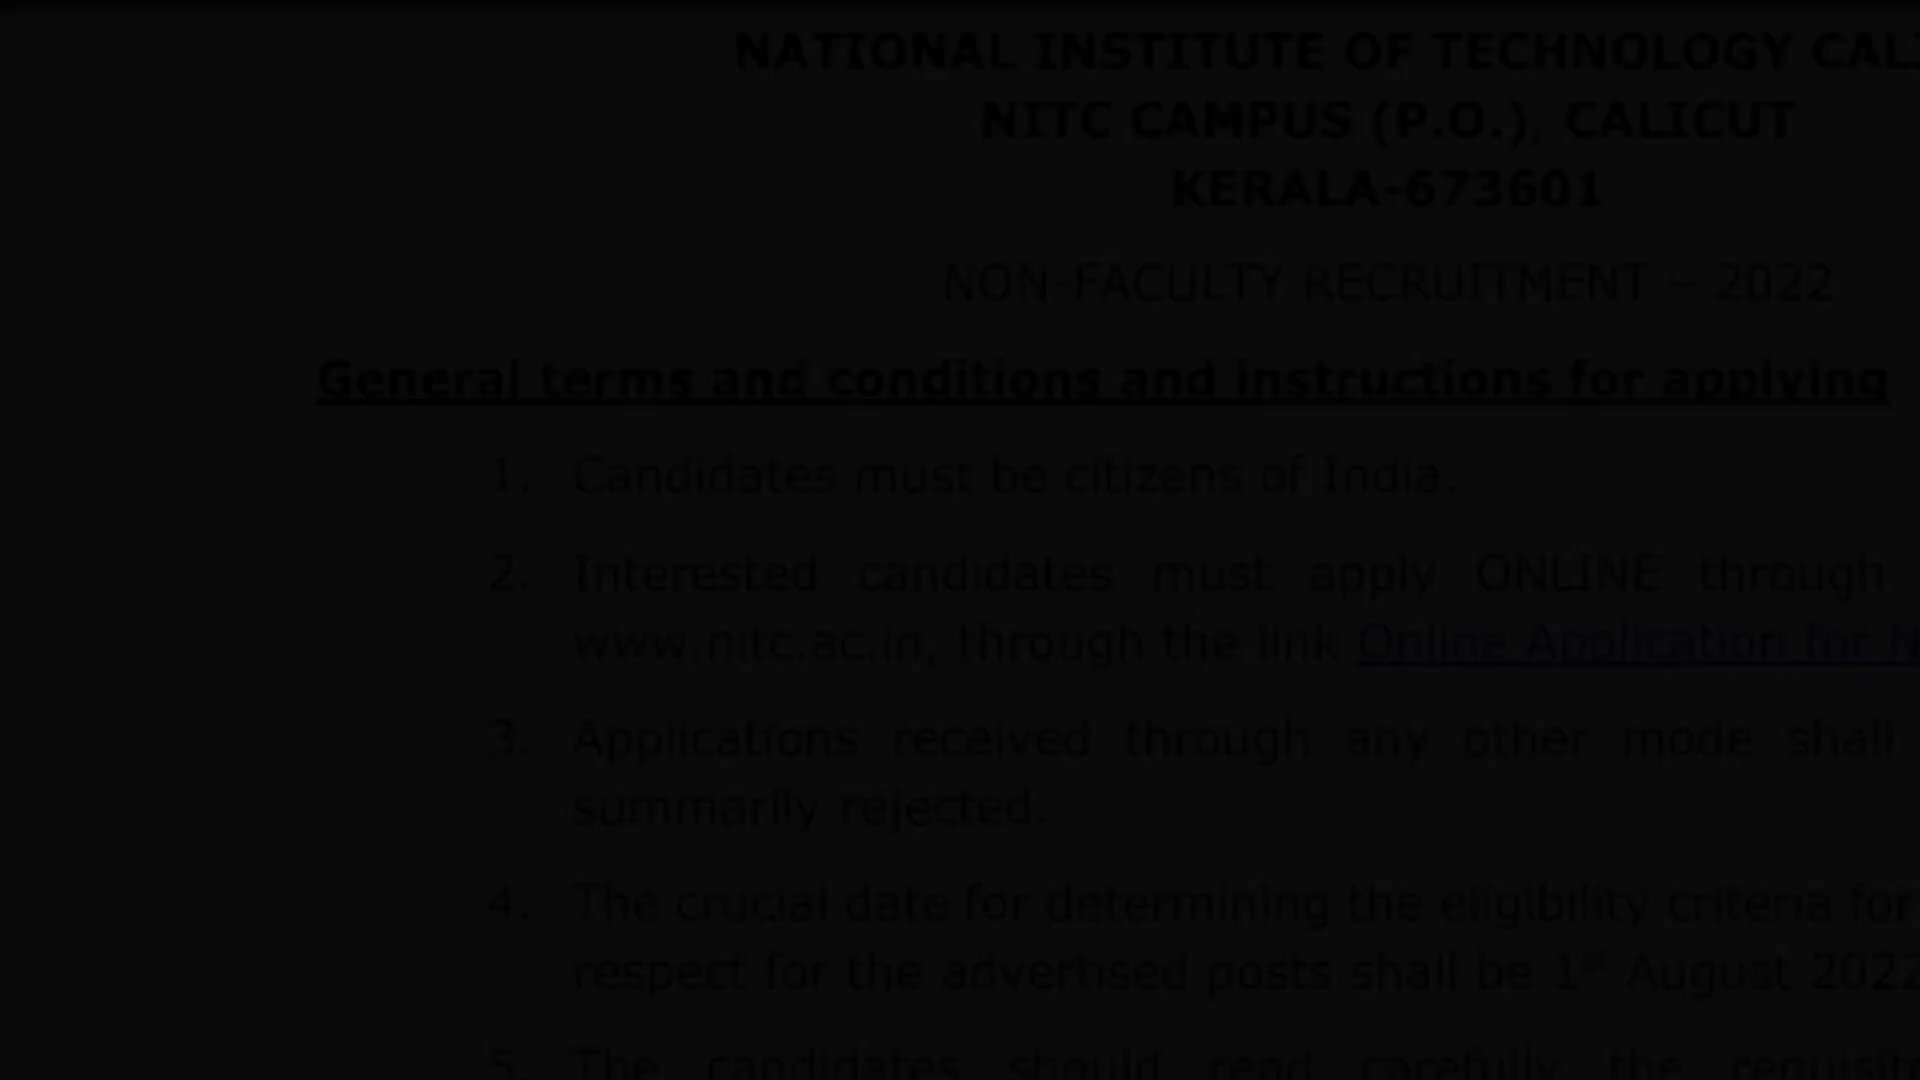 NATIONAL INSTITUTE OF TECHNOLOGY
NITC CAMPUS (P.O.), CALICUT
KERALA-673601
NON-FACULTY RECRUITMENT – 2022
General terms and conditions and instructions for applying
1. Candidates must be citizens of India.
2. Interested candidates must apply ONLINE through
www.nitc.ac.in, through the link Online Application for
3. Applications received through any other mode shall
summarily rejected.
4. The crucial date for determining the eligibility criteria for
respect for the advertised posts shall be 1st August 2022
5. The candidates should read carefully the